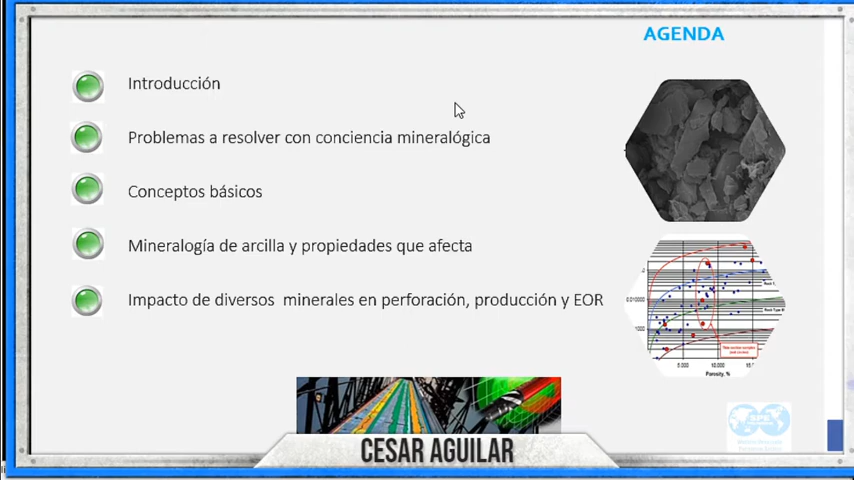 AGENDA
Introducción
Problemas a resolver con conciencia mineralógica
Conceptos básicos
Mineralogía de arcilla y propiedades que afecta
Impacto de diversos minerales en perforación, producción y EOR
Porosity, %
CESAR AGUILAR